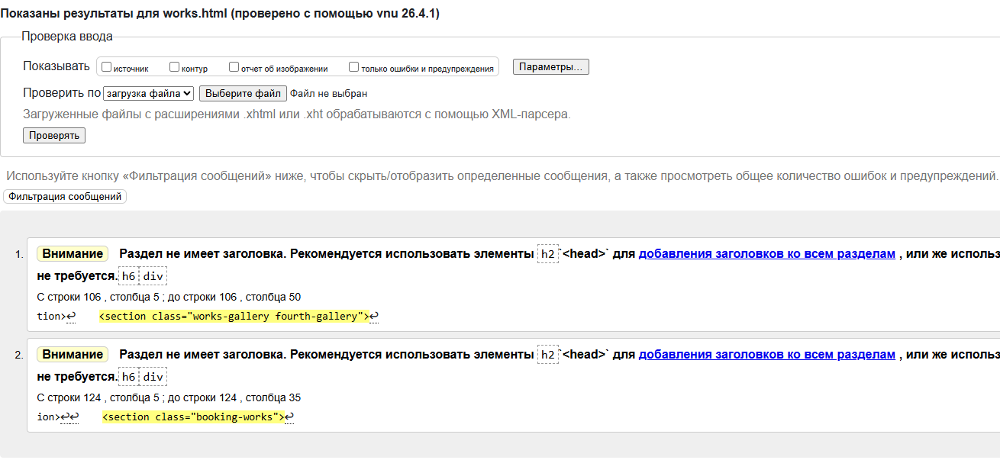 Показаны результаты для works.html (проверено с помощью vnu 26.4.1)
Проверка ввода
Показывать источник контур отчет об изображении только ошибки и предупреждения Параметры...
Проверить по загрузка файла Выберите файл Файл не выбран
Загруженные файлы с расширениями .xhtml или .xht обрабатываются с помощью XML-парсера.
Проверять
Используйте кнопку «Фильтрация сообщений» ниже, чтобы скрыть/отобразить определенные сообщения, а также просмотреть общее количество ошибок и предупреждений.
Фильтрация сообщений
1. Внимание Раздел не имеет заголовка. Рекомендуется использовать элементы h2`<head>` для добавления заголовков ко всем разделам , или же использ
не требуется. h6 div
С строки 106 , столбца 5 ; до строки 106 , столбца 50
tion>↩ <section class="works-gallery fourth-gallery">↩
2. Внимание Раздел не имеет заголовка. Рекомендуется использовать элементы h2`<head>` для добавления заголовков ко всем разделам , или же использ
не требуется. h6 div
С строки 124 , столбца 5 ; до строки 124 , столбца 35
ion>↩↩ <section class="booking-works">↩